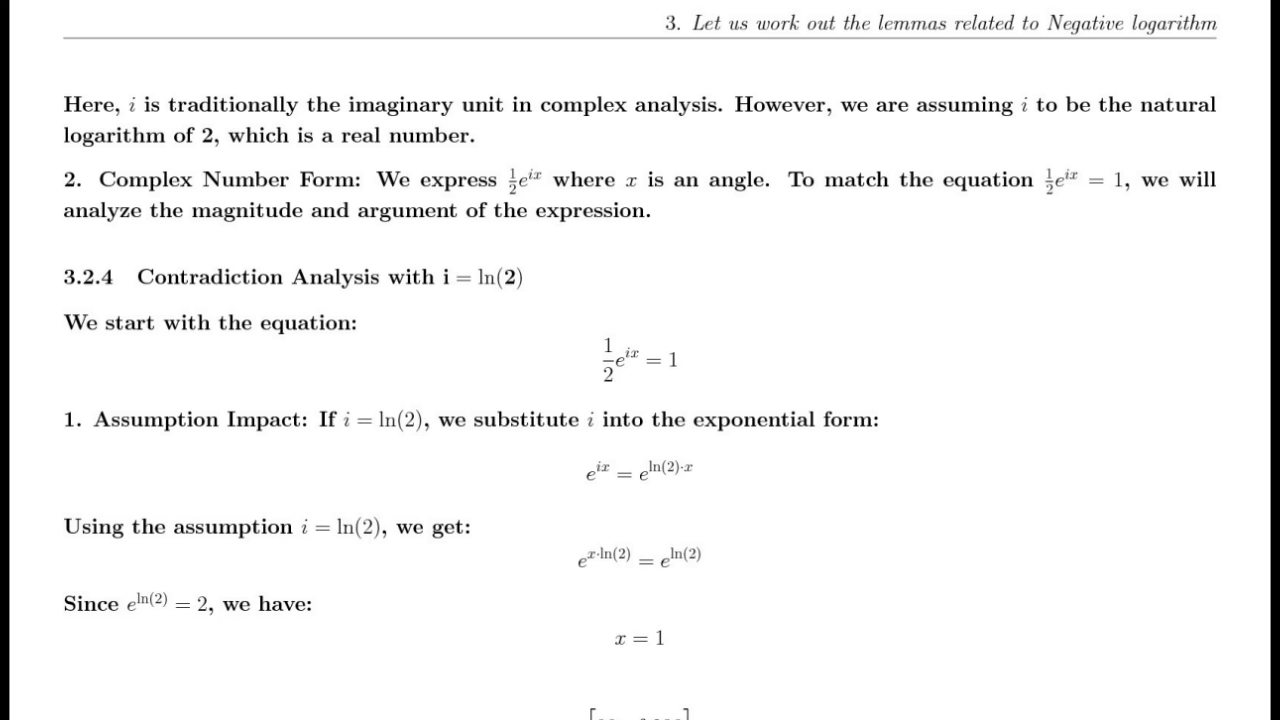 3. Let us work out the lemmas related to Negative logarithm
Here, i is traditionally the imaginary unit in complex analysis. However, we are assuming i to be the natural
logarithm of 2, which is a real number.
2. Complex Number Form: We express ½e^{ix} where x is an angle. To match the equation ½e^{ix} = 1, we will
analyze the magnitude and argument of the expression.
3.2.4 Contradiction Analysis with i = ln(2)
We start with the equation:
½e^{ix} = 1
1. Assumption Impact: If i = ln(2), we substitute i into the exponential form:
e^{ix} = e^{ln(2)·x}
Using the assumption i = ln(2), we get:
e^{x·ln(2)} = e^{ln(2)}
Since e^{ln(2)} = 2, we have:
x = 1